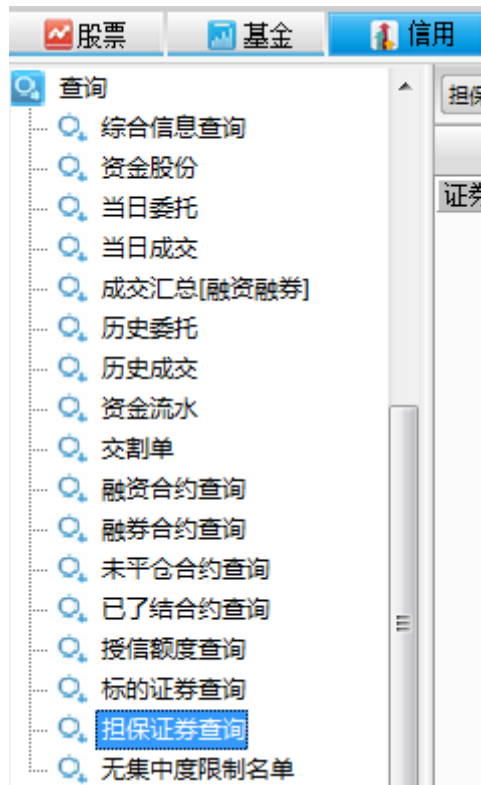 股票 基金 信用
查询
综合信息查询
资金股份
当日委托
当日成交
成交汇总[融资融券]
历史委托
历史成交
资金流水
交割单
融资合约查询
融券合约查询
未平仓合约查询
已了结合约查询
授信额度查询
标的证券查询
担保证券查询
无集中度限制名单
担保
证券